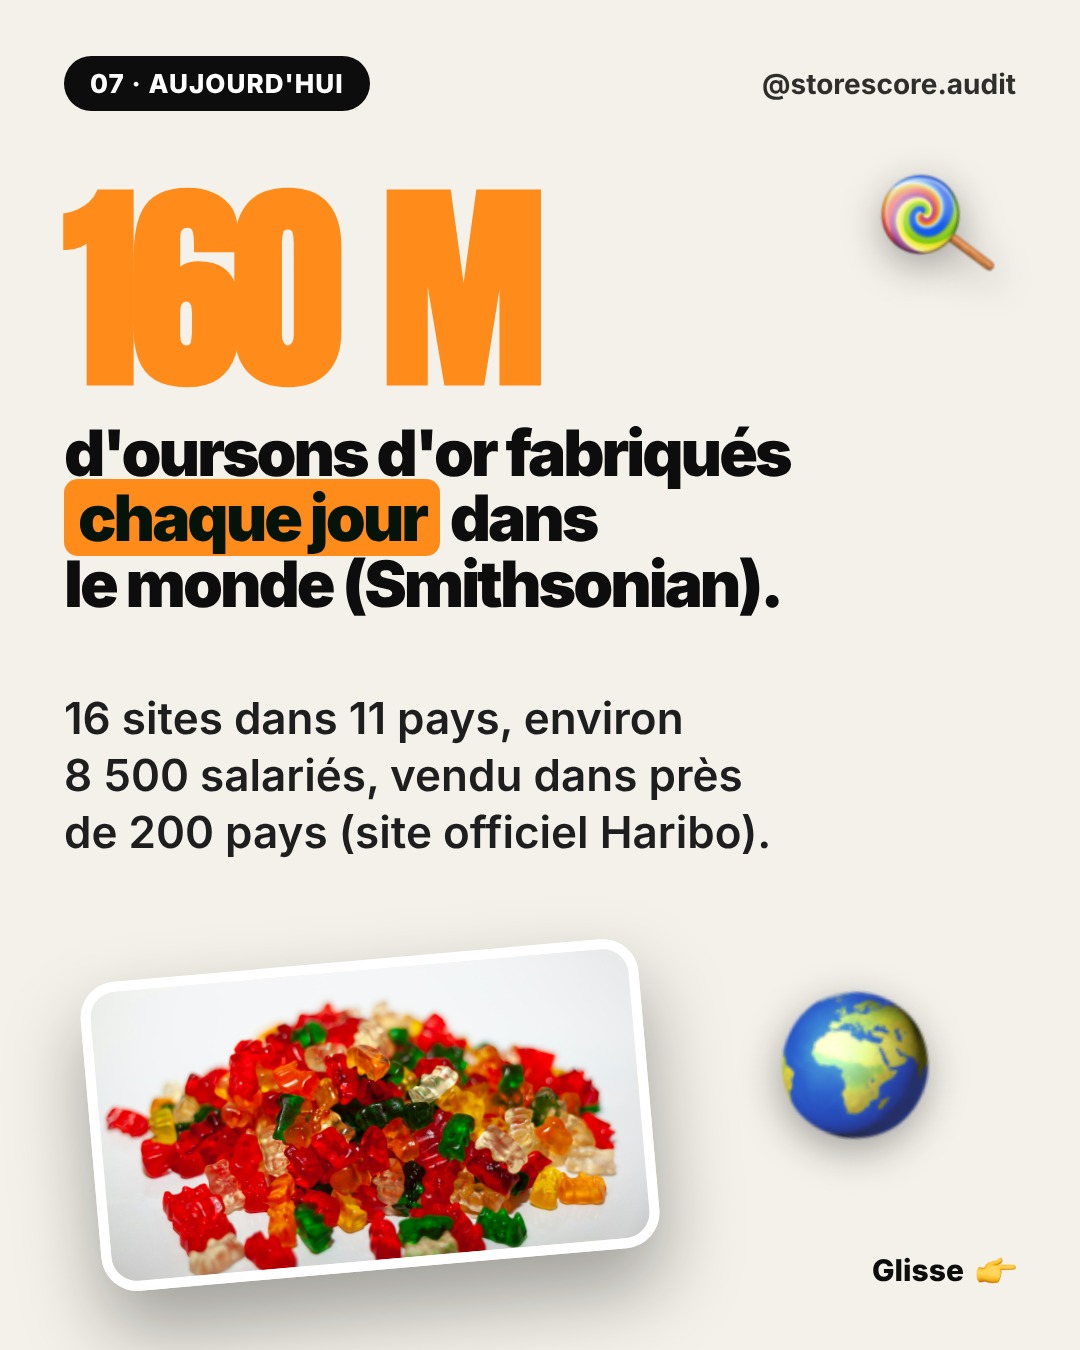 07 · AUJOURD'HUI
@storescore.audit
160 M
d'oursons d'or fabriqués
chaque jour dans
le monde (Smithsonian).
16 sites dans 11 pays, environ
8 500 salariés, vendu dans près
de 200 pays (site officiel Haribo).
Glisse 👉